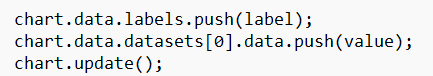 chart.data.labels.push(label);
chart.data.datasets[0].data.push(value);
chart.update();